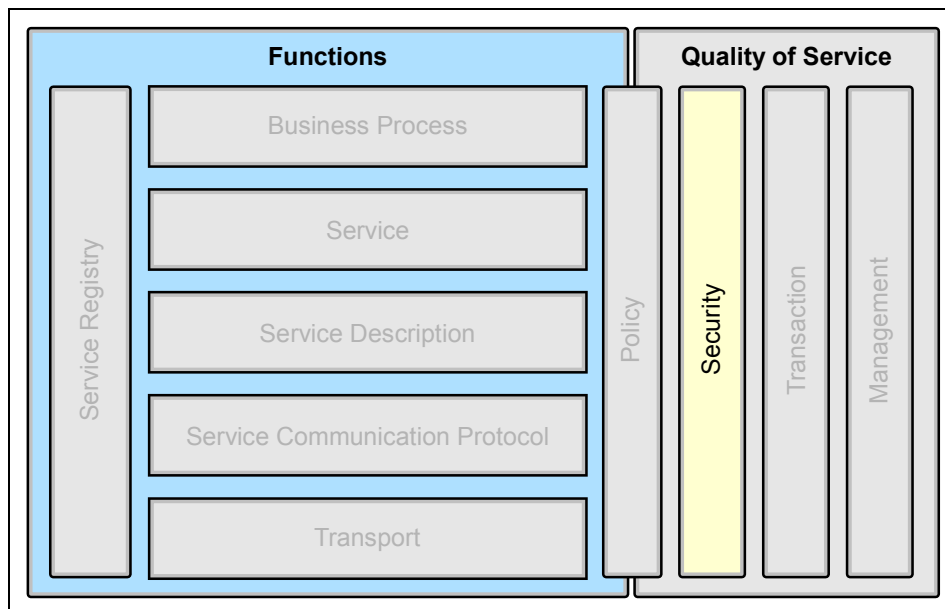 Functions
Quality of Service
Service Registry
Business Process
Service
Service Description
Service Communication Protocol
Transport
Policy
Security
Transaction
Management